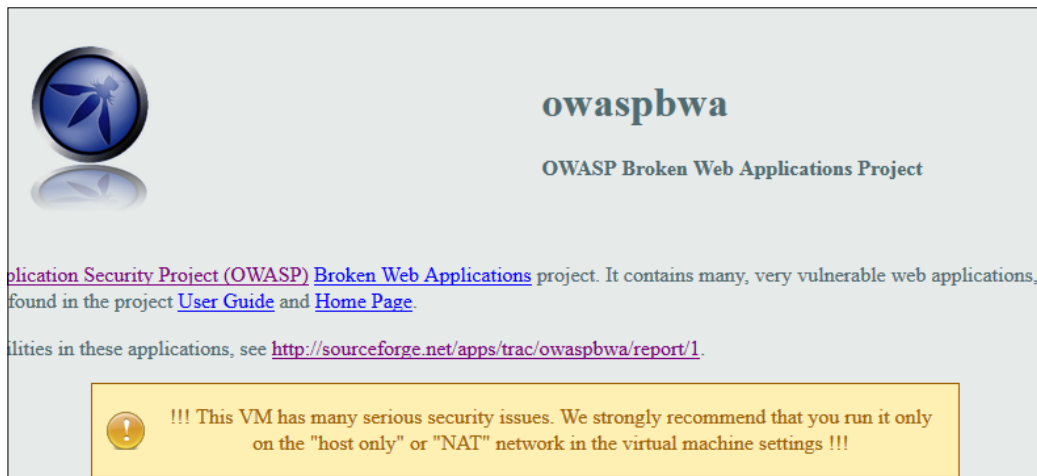 owaspbwa
OWASP Broken Web Applications Project
plication Security Project (OWASP) Broken Web Applications project. It contains many, very vulnerable web applications,
found in the project User Guide and Home Page.
ilities in these applications, see http://sourceforge.net/apps/trac/owaspbwa/report/1.
!!! This VM has many serious security issues. We strongly recommend that you run it only
on the "host only" or "NAT" network in the virtual machine settings !!!